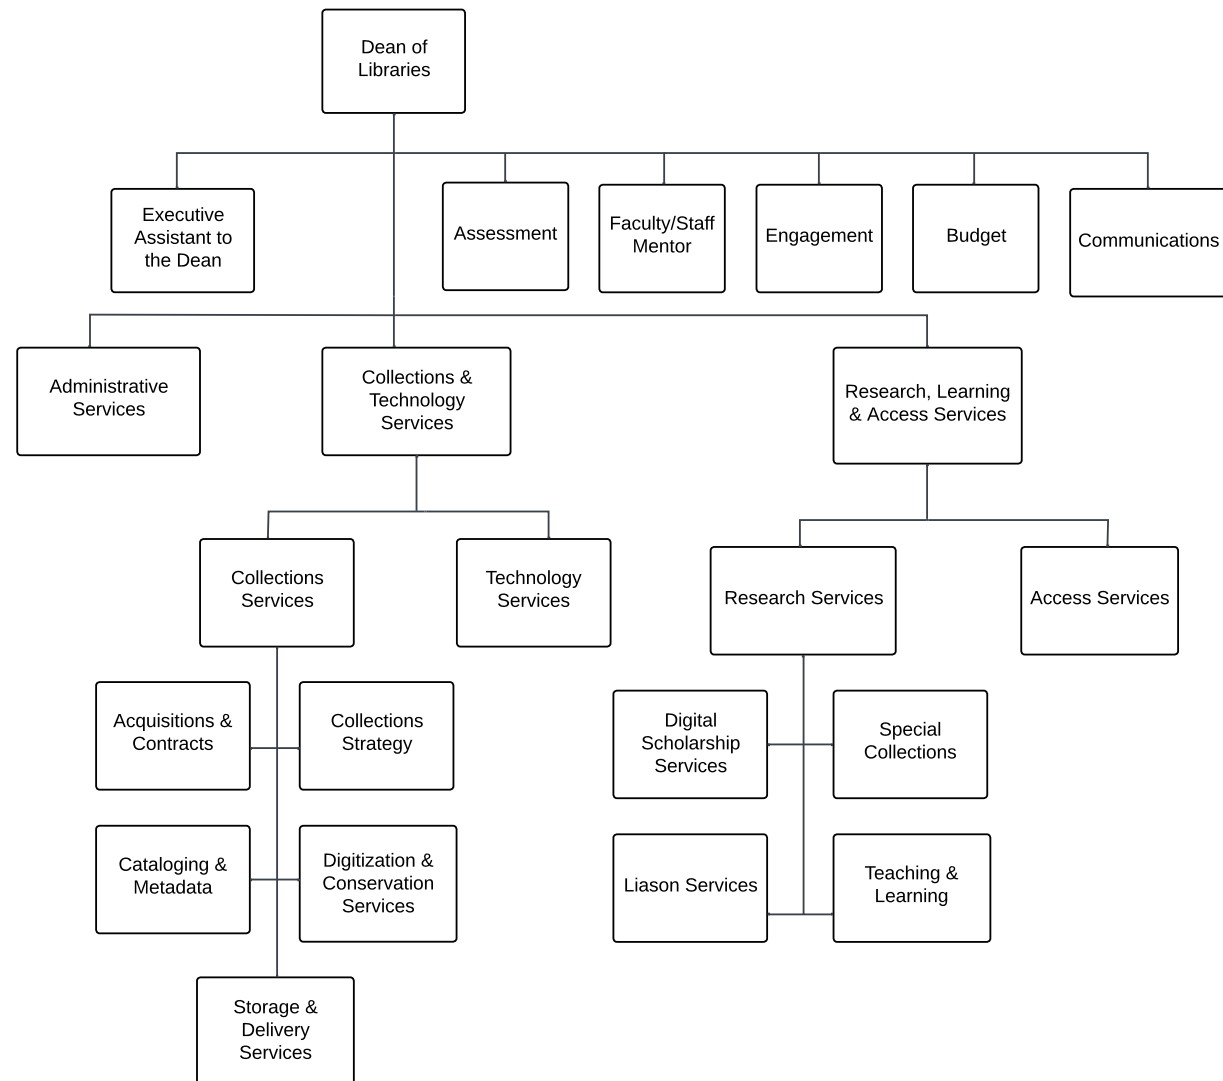 Dean of
Libraries
Executive
Assistant to
the Dean
Assessment
Faculty/Staff
Mentor
Engagement
Budget
Communications
Administrative
Services
Collections &
Technology
Services
Research, Learning
& Access Services
Collections
Services
Technology
Services
Research Services
Access Services
Acquisitions &
Contracts
Collections
Strategy
Digital
Scholarship
Services
Special
Collections
Cataloging &
Metadata
Digitization &
Conservation
Services
Liason Services
Teaching &
Learning
Storage &
Delivery
Services